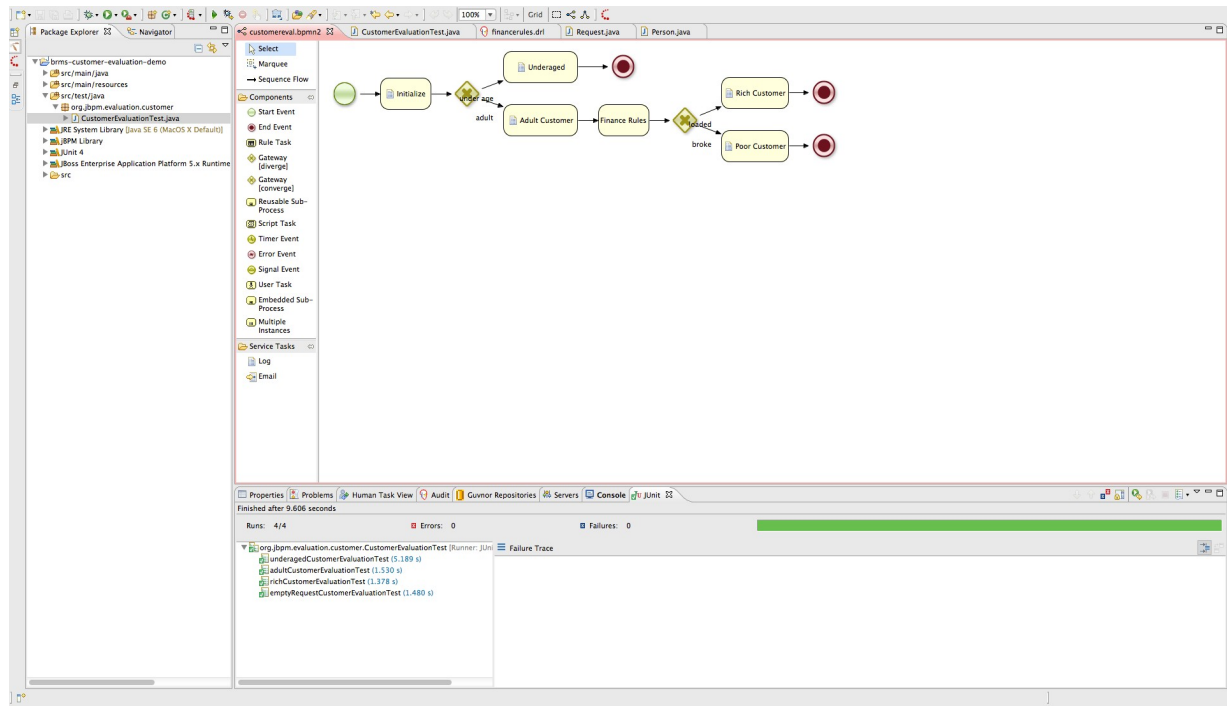 100%
Grid
Package Explorer
Navigator
brms-customer-evaluation-demo
src/main/java
src/main/resources
src/test/java
org.jbpm.evaluation.customer
CustomerEvaluationTest.java
JRE System Library [Java SE 6 (MacOS X Default)]
jBPM Library
JUnit 4
JBoss Enterprise Application Platform 5.x Runtime
src
customereval.bpmn2
CustomerEvaluationTest.java
financerules.drl
Request.java
Person.java
Select
Marquee
Sequence Flow
Components
Start Event
End Event
Rule Task
Gateway
[diverge]
Gateway
[converge]
Reusable Sub-
Process
Script Task
Timer Event
Error Event
Signal Event
User Task
Embedded Sub-
Process
Multiple
Instances
Service Tasks
Log
Email
Initialize
under age
adult
Underaged
Adult Customer
Finance Rules
loaded
broke
Rich Customer
Poor Customer
Properties
Problems
Human Task View
Audit
Guvnor Repositories
Servers
Console
JUnit
Finished after 9.606 seconds
Runs: 4/4
Errors: 0
Failures: 0
org.jbpm.evaluation.customer.CustomerEvaluationTest [Runner: JUni
underagedCustomerEvaluationTest (5.189 s)
adultCustomerEvaluationTest (1.530 s)
richCustomerEvaluationTest (1.378 s)
emptyRequestCustomerEvaluationTest (1.480 s)
Failure Trace